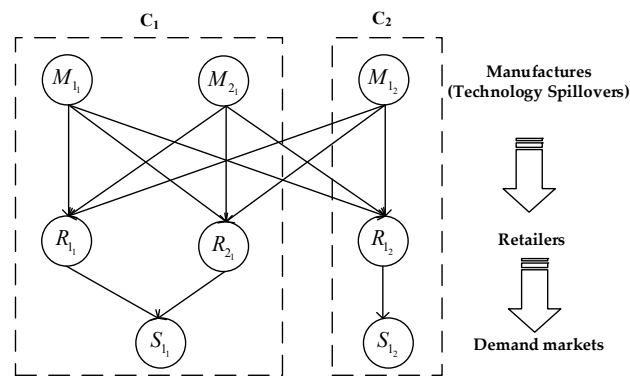 C₁ C₂
M₁₁ M₂₁ M₁₂
Manufactures
(Technology Spillovers)
R₁₁ R₂₁ R₁₂
Retailers
S₁₁ S₁₂
Demand markets